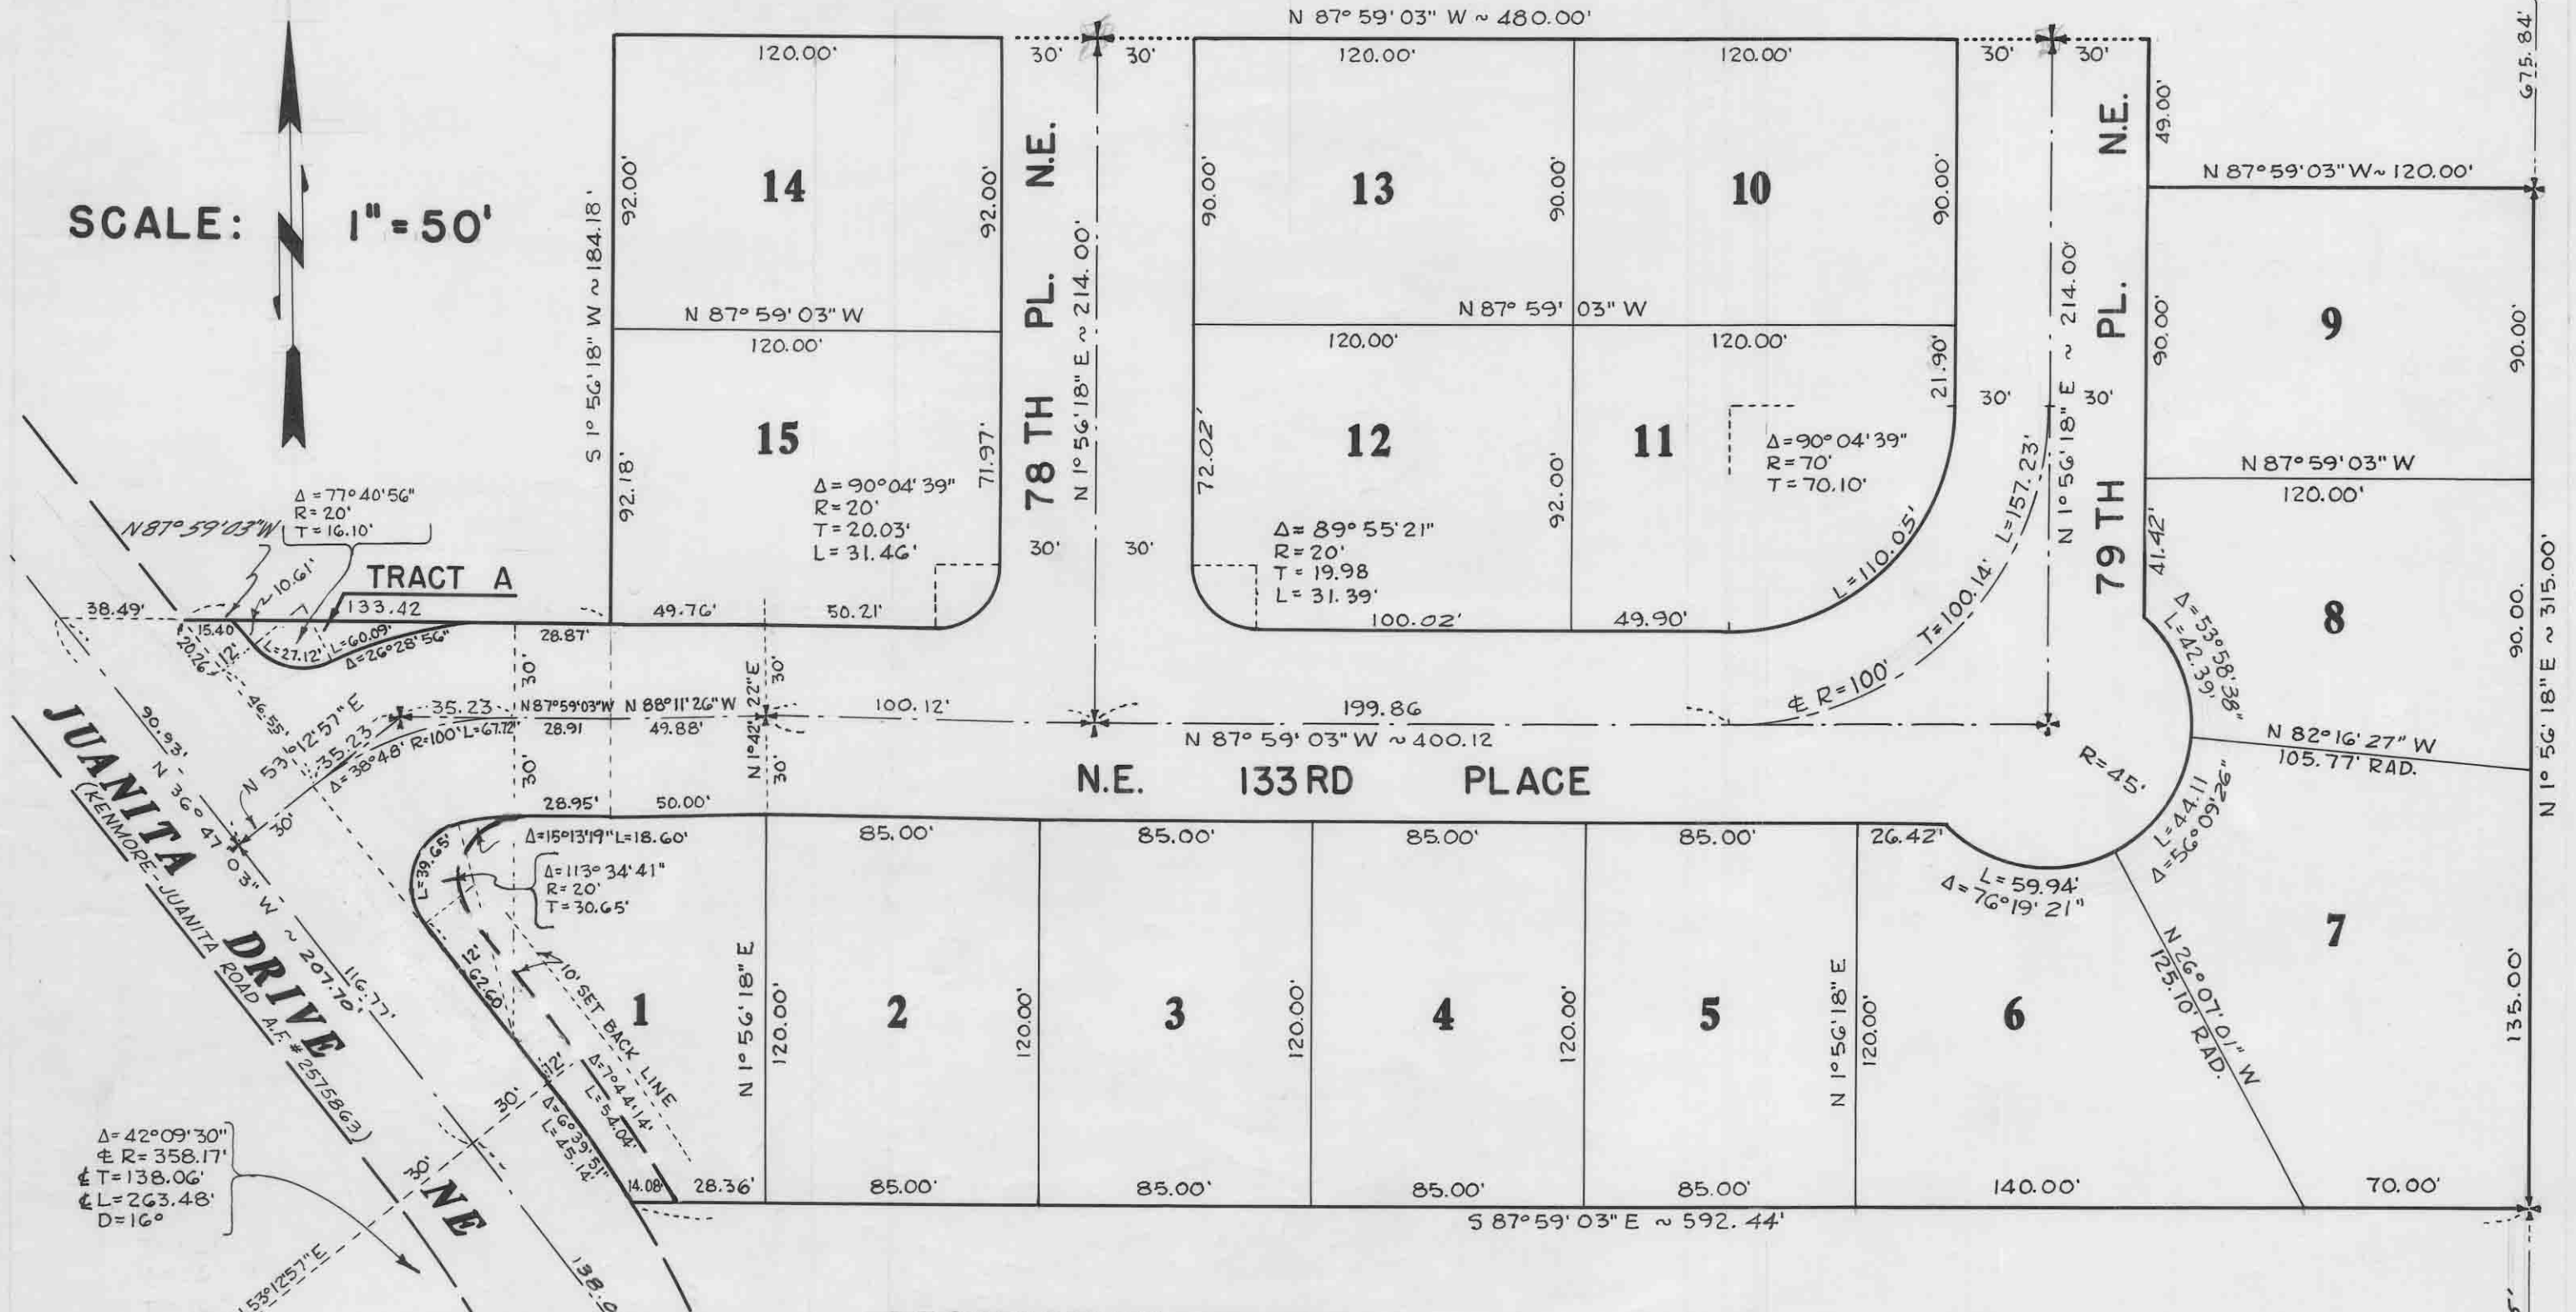 N 87° 59' 03" W ~ 480.00'
675.84'
SCALE: 1" = 50'
120.00'
30' 30'
120.00'
120.00'
30' 30'
92.00'
14
92.00'
78 TH PL. N.E.
N 1° 56' 18" E ~ 214.00'
90.00'
13
90.00'
10
90.00'
79 TH PL. N.E.
49.00'
N 87° 59' 03" W ~ 120.00'
S 1° 56' 18" W ~ 184.18'
N 87° 59' 03" W
N 87° 59' 03" W
N 1° 56' 18" E ~ 214.00'
90.00'
9
90.00'
120.00'
120.00'
120.00'
21.90'
30' 30'
92.18'
15
71.97'
72.02'
12
92.00'
11
Δ = 90° 04' 39"
R = 20'
T = 20.03'
L = 31.46'
30' 30'
Δ = 89° 55' 21"
R = 20'
T = 19.98
L = 31.39'
Δ = 90° 04' 39"
R = 70'
T = 70.10'
L = 110.05'
L = 157.23'
T = 100.14'
℄ R = 100'
N 87° 59' 03" W
120.00'
41.42'
8
90.00.
N 1° 56' 18" E ~ 315.00'
Δ = 77° 40' 56"
R = 20'
T = 16.10'
N 87° 59' 03" W
10.61'
TRACT A
133.42
38.49'
15.40
20.26
12'
L = 27.12'
L = 60.09'
Δ = 26° 28' 56"
28.87'
49.76'
50.21'
100.02'
49.90'
46.55'
30'
30'
N 1° 42' 22" E
Δ = 53° 58' 38"
L = 42.39'
35.23
N 87° 59' 03" W
N 88° 11' 26" W
100.12'
199.86
28.91
49.88'
N 87° 59' 03" W ~ 400.12
N 53° 12' 57" E
35.23
Δ = 38° 48' R = 100' L = 67.72'
30'
30'
30'
N.E. 133 RD PLACE
N 82° 16' 27" W
105.77' RAD.
R = 45'
L = 44.11
Δ = 56° 09' 26"
JUANITA DRIVE NE
(KENMORE - JUANITA ROAD A.F. # 2575863)
90.93'
N 36° 47' 03" W ~ 207.70'
116.77'
28.95'
50.00'
85.00'
85.00'
85.00'
85.00'
26.42'
L = 59.94'
Δ = 76° 19' 21"
L = 39.65'
Δ = 15° 13' 19" L = 18.60'
Δ = 113° 34' 41"
R = 20'
T = 30.65'
12'
62.60
10' SET BACK LINE
1
N 1° 56' 18" E
120.00'
2
120.00'
3
120.00'
4
120.00'
5
N 1° 56' 18" E
120.00'
6
N 26° 07' 01" W
125.10' RAD.
7
135.00'
12'
30'
30'
Δ = 7° 44' 14"
L = 54.04'
Δ = 6° 39' 51"
L = 45.14'
14.08'
28.36'
85.00'
85.00'
85.00'
85.00'
140.00'
70.00'
S 87° 59' 03" E ~ 592.44'
Δ = 42° 09' 30"
℄ R = 358.17'
℄ T = 138.06'
℄ L = 263.48'
D = 16°
53° 12' 57" E
138.0
5'